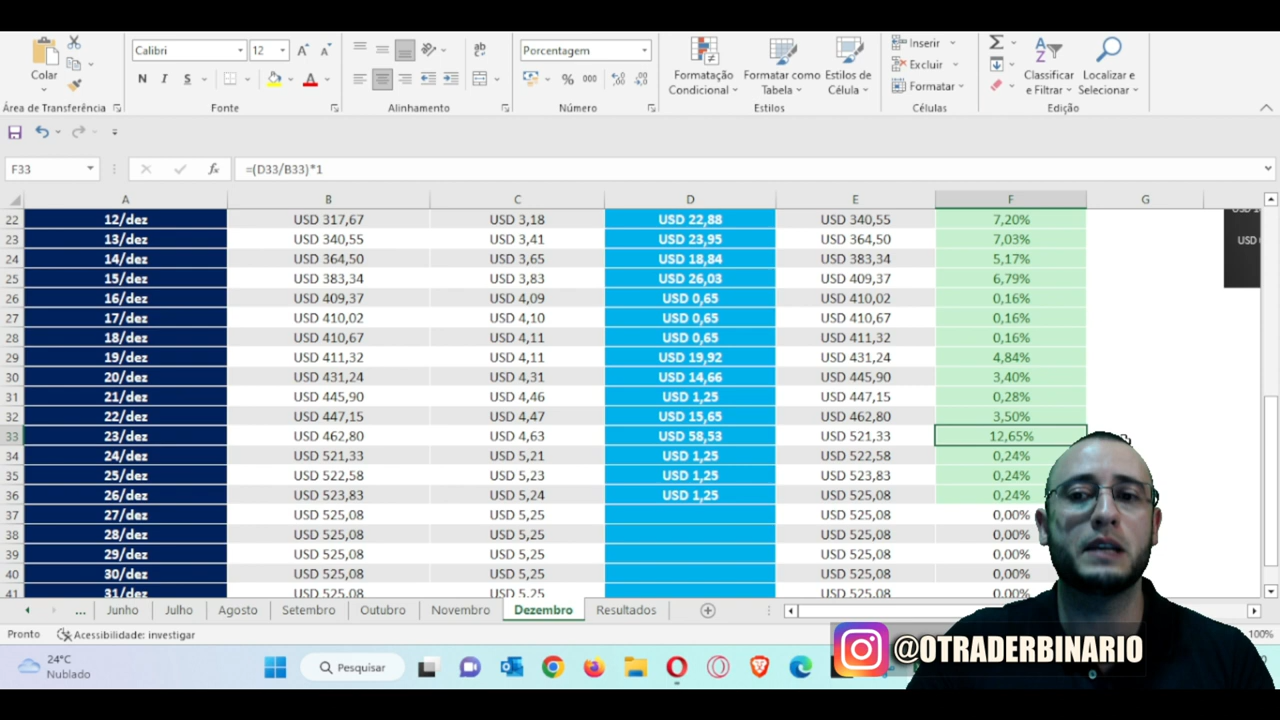 Calibri 12 Porcentagem
Colar N I S % 000 Formatação Condicional Formatar como Tabela Estilos de Célula Inserir Excluir Formatar Classificar e Filtrar Localizar e Selecionar
Área de Transferência Fonte Alinhamento Número Estilos Células Edição
F33 fx =(D33/B33)*1
A B C D E F G
22 12/dez USD 317,67 USD 3,18 USD 22,88 USD 340,55 7,20%
23 13/dez USD 340,55 USD 3,41 USD 23,95 USD 364,50 7,03% USD
24 14/dez USD 364,50 USD 3,65 USD 18,84 USD 383,34 5,17%
25 15/dez USD 383,34 USD 3,83 USD 26,03 USD 409,37 6,79%
26 16/dez USD 409,37 USD 4,09 USD 0,65 USD 410,02 0,16%
27 17/dez USD 410,02 USD 4,10 USD 0,65 USD 410,67 0,16%
28 18/dez USD 410,67 USD 4,11 USD 0,65 USD 411,32 0,16%
29 19/dez USD 411,32 USD 4,11 USD 19,92 USD 431,24 4,84%
30 20/dez USD 431,24 USD 4,31 USD 14,66 USD 445,90 3,40%
31 21/dez USD 445,90 USD 4,46 USD 1,25 USD 447,15 0,28%
32 22/dez USD 447,15 USD 4,47 USD 15,65 USD 462,80 3,50%
33 23/dez USD 462,80 USD 4,63 USD 58,53 USD 521,33 12,65%
34 24/dez USD 521,33 USD 5,21 USD 1,25 USD 522,58 0,24%
35 25/dez USD 522,58 USD 5,23 USD 1,25 USD 523,83 0,24%
36 26/dez USD 523,83 USD 5,24 USD 1,25 USD 525,08 0,24%
37 27/dez USD 525,08 USD 5,25 USD 525,08 0,00%
38 28/dez USD 525,08 USD 5,25 USD 525,08 0,00%
39 29/dez USD 525,08 USD 5,25 USD 525,08 0,00%
40 30/dez USD 525,08 USD 5,25 USD 525,08 0,00%
41 31/dez USD 525,08 USD 5,25 USD 525,08 0,00%
... Junho Julho Agosto Setembro Outubro Novembro Dezembro Resultados
Pronto Acessibilidade: investigar 100%
@OTRADERBINARIO
24°C
Nublado
Pesquisar